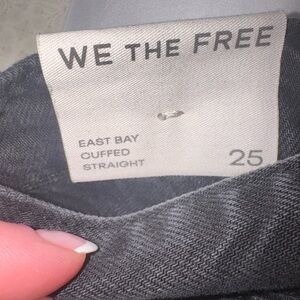 WE THE FREE
EAST BAY
CUFFED
STRAIGHT
25